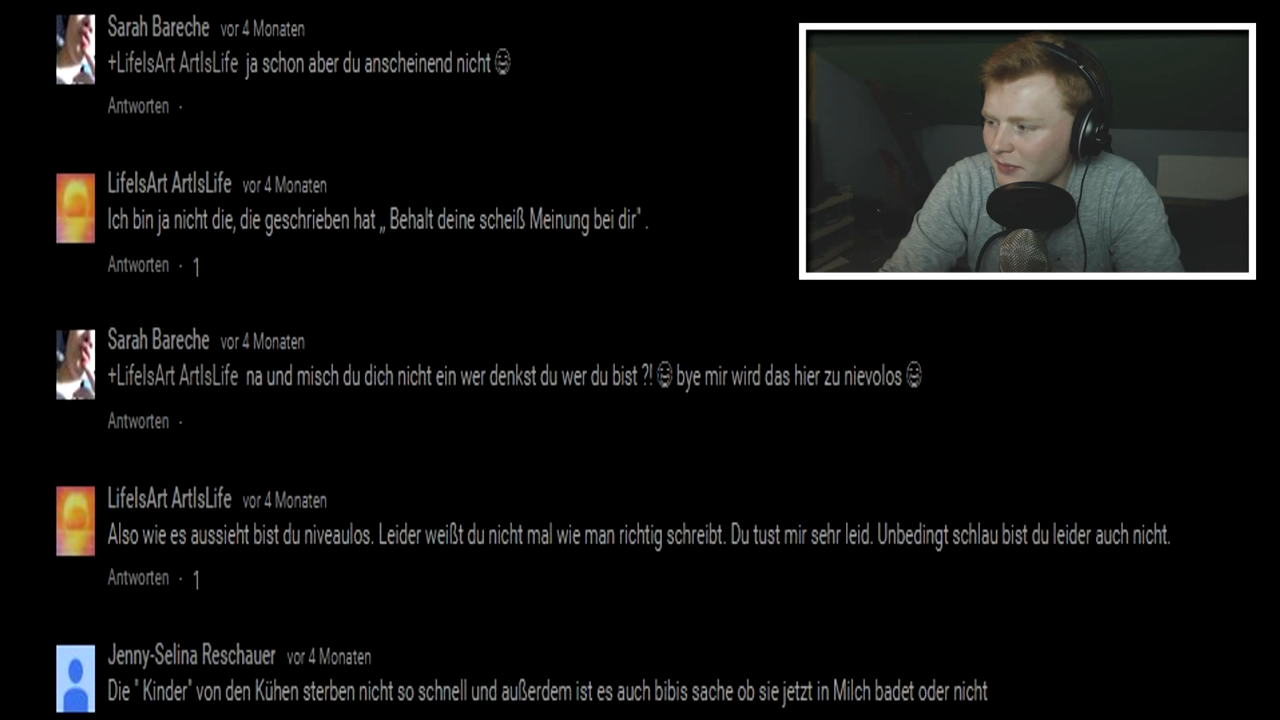 Sarah Bareche vor 4 Monaten
+LifeIsArt ArtIsLife ja schon aber du anscheinend nicht 😂
Antworten ·
LifeIsArt ArtIsLife vor 4 Monaten
Ich bin ja nicht die, die geschrieben hat „ Behalt deine scheiß Meinung bei dir" .
Antworten · 1
Sarah Bareche vor 4 Monaten
+LifeIsArt ArtIsLife na und misch du dich nicht ein wer denkst du wer du bist ?! 😂 bye mir wird das hier zu nievolos 😂
Antworten ·
LifeIsArt ArtIsLife vor 4 Monaten
Also wie es aussieht bist du niveaulos. Leider weißt du nicht mal wie man richtig schreibt. Du tust mir sehr leid. Unbedingt schlau bist du leider auch nicht.
Antworten · 1
Jenny-Selina Reschauer vor 4 Monaten
Die " Kinder" von den Kühen sterben nicht so schnell und außerdem ist es auch bibis sache ob sie jetzt in Milch badet oder nicht